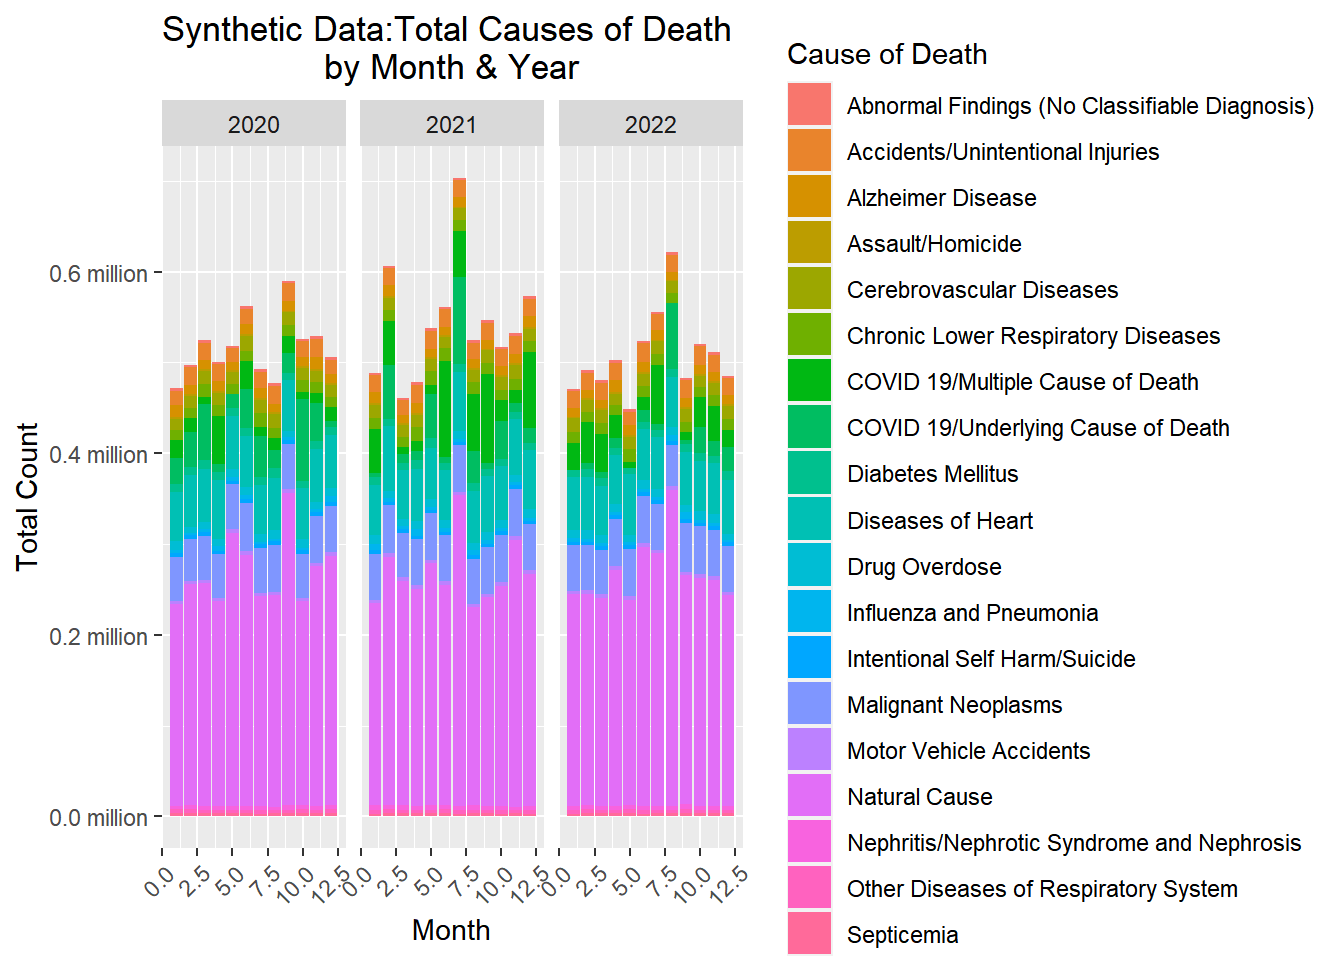 Synthetic Data:Total Causes of Death
by Month & Year
2020
2021
2022
Total Count
0.6 million
0.4 million
0.2 million
0.0 million
0.0 2.5 5.0 7.5 10.0 12.5
0.0 2.5 5.0 7.5 10.0 12.5
0.0 2.5 5.0 7.5 10.0 12.5
Month
Cause of Death
Abnormal Findings (No Classifiable Diagnosis)
Accidents/Unintentional Injuries
Alzheimer Disease
Assault/Homicide
Cerebrovascular Diseases
Chronic Lower Respiratory Diseases
COVID 19/Multiple Cause of Death
COVID 19/Underlying Cause of Death
Diabetes Mellitus
Diseases of Heart
Drug Overdose
Influenza and Pneumonia
Intentional Self Harm/Suicide
Malignant Neoplasms
Motor Vehicle Accidents
Natural Cause
Nephritis/Nephrotic Syndrome and Nephrosis
Other Diseases of Respiratory System
Septicemia